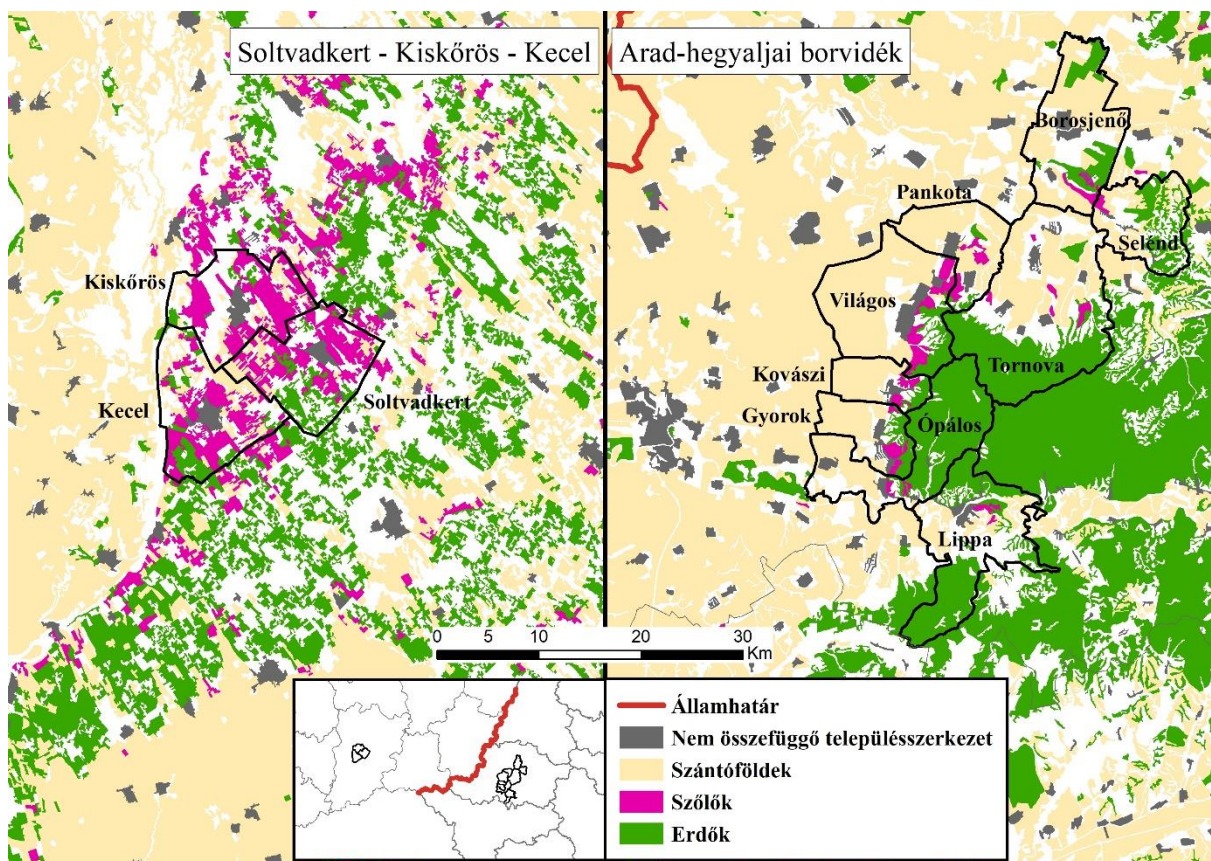 Soltvadkert - Kiskőrös - Kecel
Arad-hegyaljai borvidék
Borosjenő
Pankota
Selénd
Kiskőrös
Világos
Tornova
Kovászi
Kecel
Soltvadkert
Gyorok
Ópálos
Lippa
0 5 10 20 30
Km
Államhatár
Nem összefüggő településszerkezet
Szántóföldek
Szőlők
Erdők